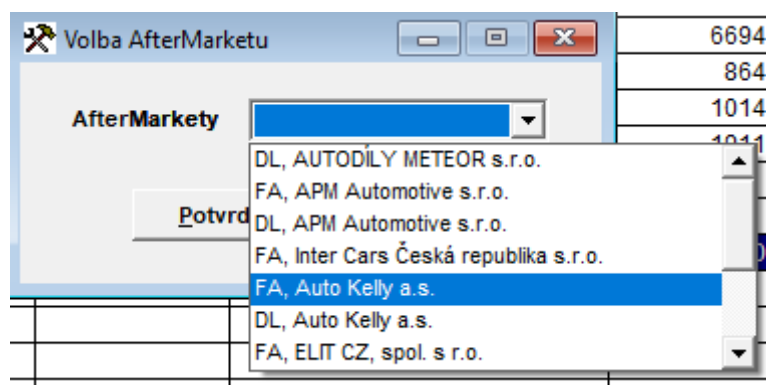 Volba AfterMarketu
6694
864
1014
1011
AfterMarkety
DL, AUTODÍLY METEOR s.r.o.
FA, APM Automotive s.r.o.
Potvrd
DL, APM Automotive s.r.o.
FA, Inter Cars Česká republika s.r.o.
FA, Auto Kelly a.s.
DL, Auto Kelly a.s.
FA, ELIT CZ, spol. s r.o.